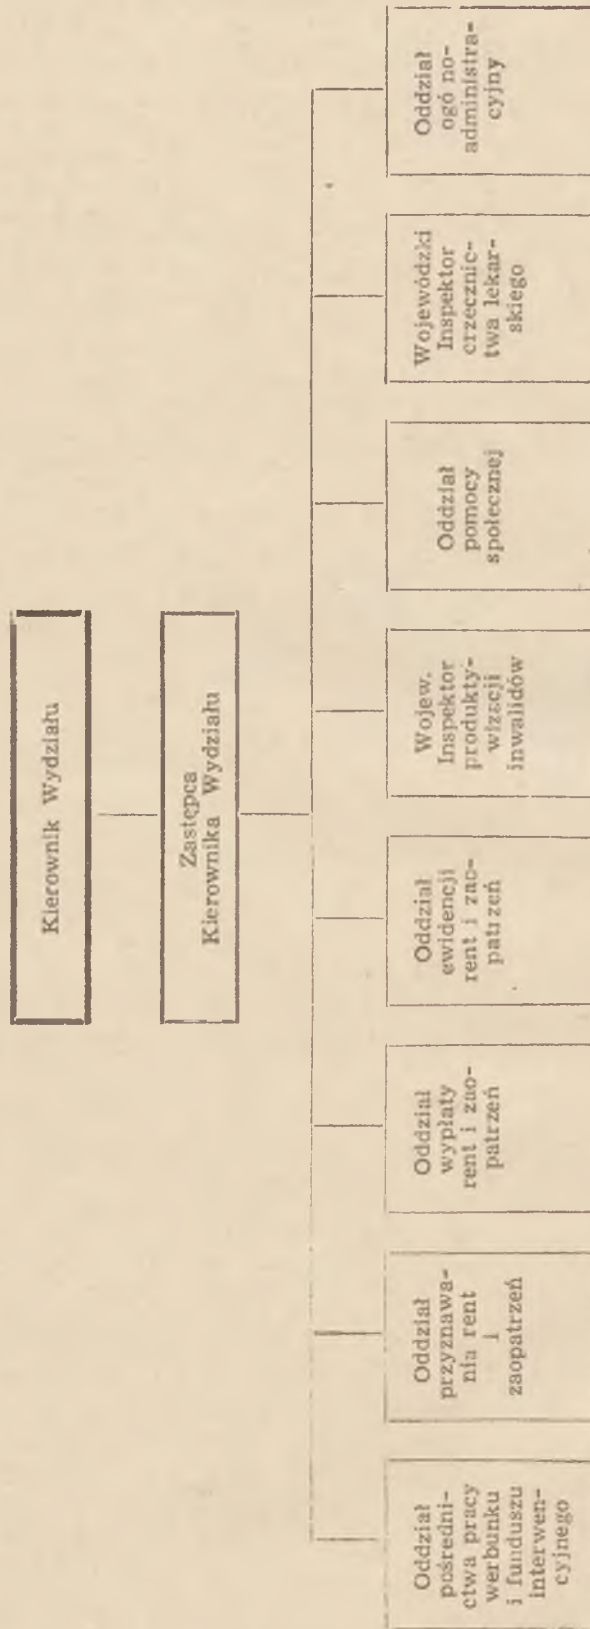 Kierownik Wydziału
Zastępca
Kierownika Wydziału
Oddział
pośredni-
ctwa pracy
werbunku
i funduszu
interwen-
cyjnego
Oddział
przyznawa-
nia rent
i
zaopatrzeń
Oddział
wypłaty
rent i zao-
patrzeń
Oddział
ewidencji
rent i zao-
patrzeń
Wojew.
Inspektor
produkty-
wizacji
inwalidów
Oddział
pomocy
społecznej
Wojewódzki
Inspektor
crzecznic-
twa lekar-
skiego
Oddział
ogó no-
administra-
cyjny